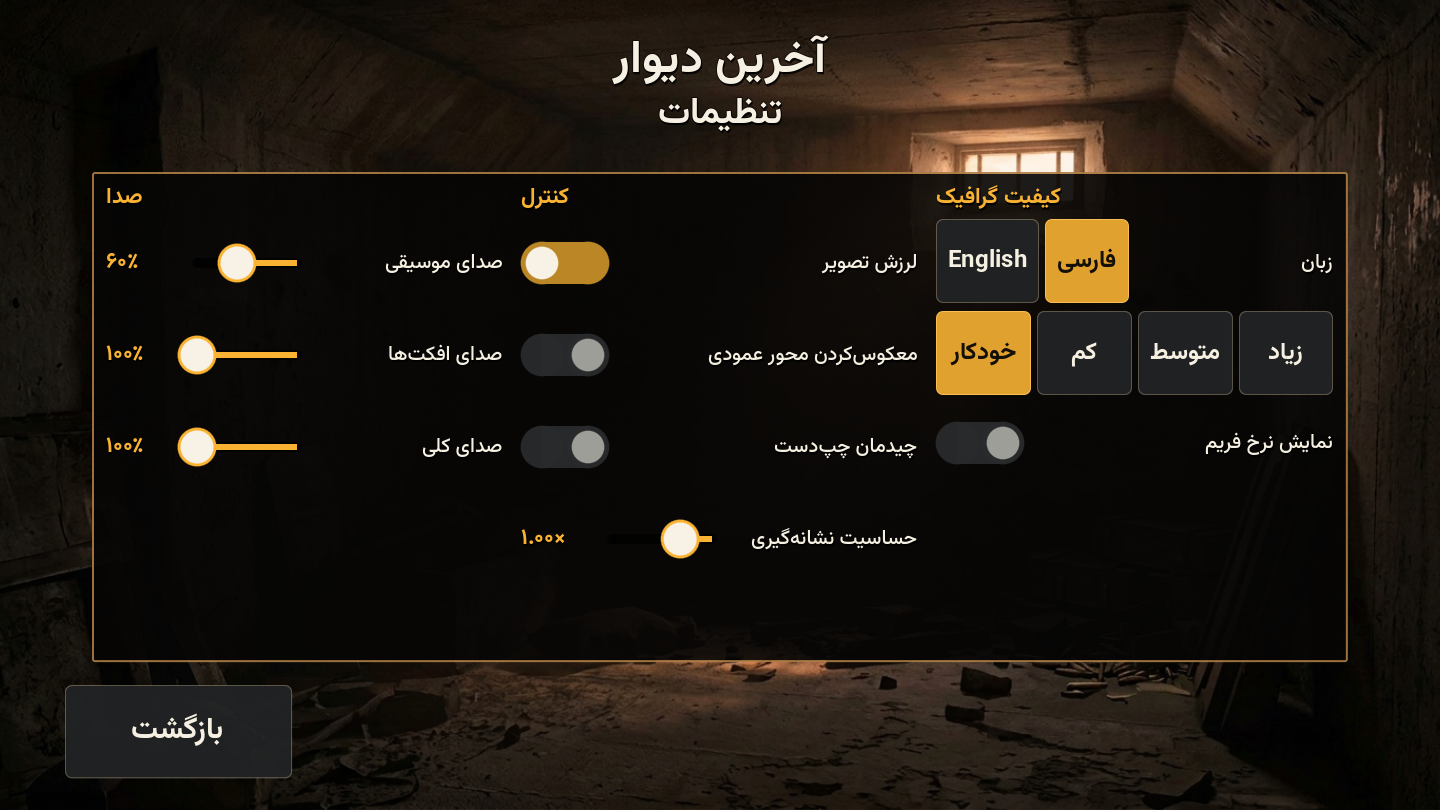 آخرین دیوار
تنظیمات
کیفیت گرافیک
زبان
فارسی
English
زیاد
متوسط
کم
خودکار
نمایش نرخ فریم
کنترل
لرزش تصویر
معکوس‌کردن محور عمودی
چیدمان چپ‌دست
حساسیت نشانه‌گیری
۱.۰۰×
صدا
صدای موسیقی
۶۰٪
صدای افکت‌ها
۱۰۰٪
صدای کلی
۱۰۰٪
بازگشت